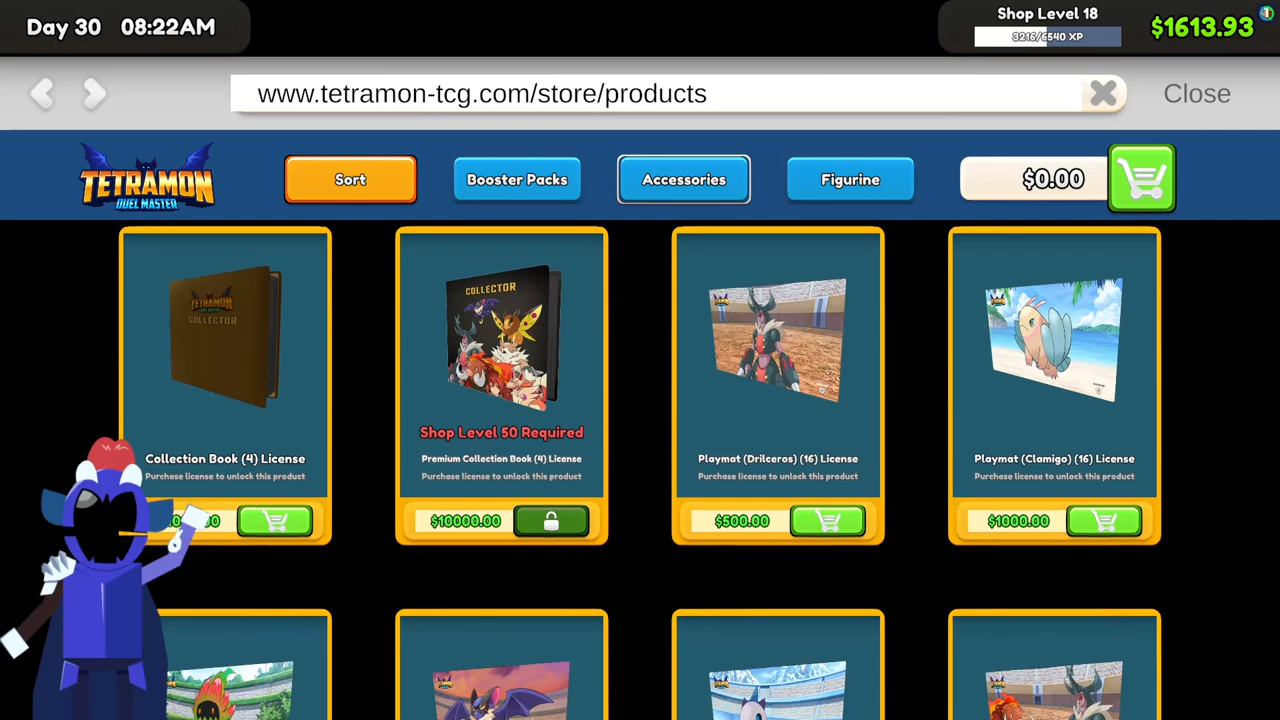 Day 30 08:22AM
Shop Level 18
3216/6540 XP
$1613.93
www.tetramon-tcg.com/store/products
Close
TETRAMON
DUEL MASTER
Sort
Booster Packs
Accessories
Figurine
$0.00
TETRAMON
COLLECTOR
Collection Book (4) License
Purchase license to unlock this product
COLLECTOR
Shop Level 50 Required
Premium Collection Book (4) License
Purchase license to unlock this product
$10000.00
Playmat (Drilceros) (16) License
Purchase license to unlock this product
$500.00
Playmat (Clamigo) (16) License
Purchase license to unlock this product
$1000.00